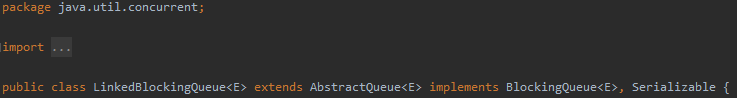 package java.util.concurrent;
import ...
public class LinkedBlockingQueue<E> extends AbstractQueue<E> implements BlockingQueue<E>, Serializable {